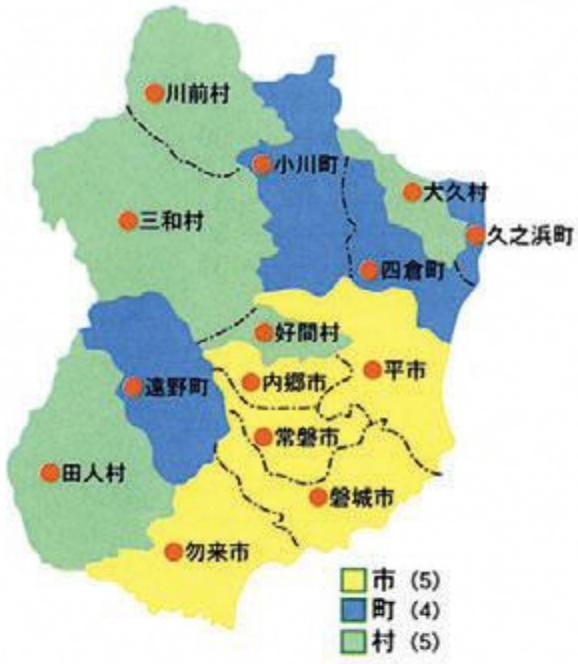 川前村
小川町
大久村
三和村
久之浜町
四倉町
好間村
平市
内郷市
遠野町
常磐市
田人村
磐城市
勿来市
市（5）
町（4）
村（5）